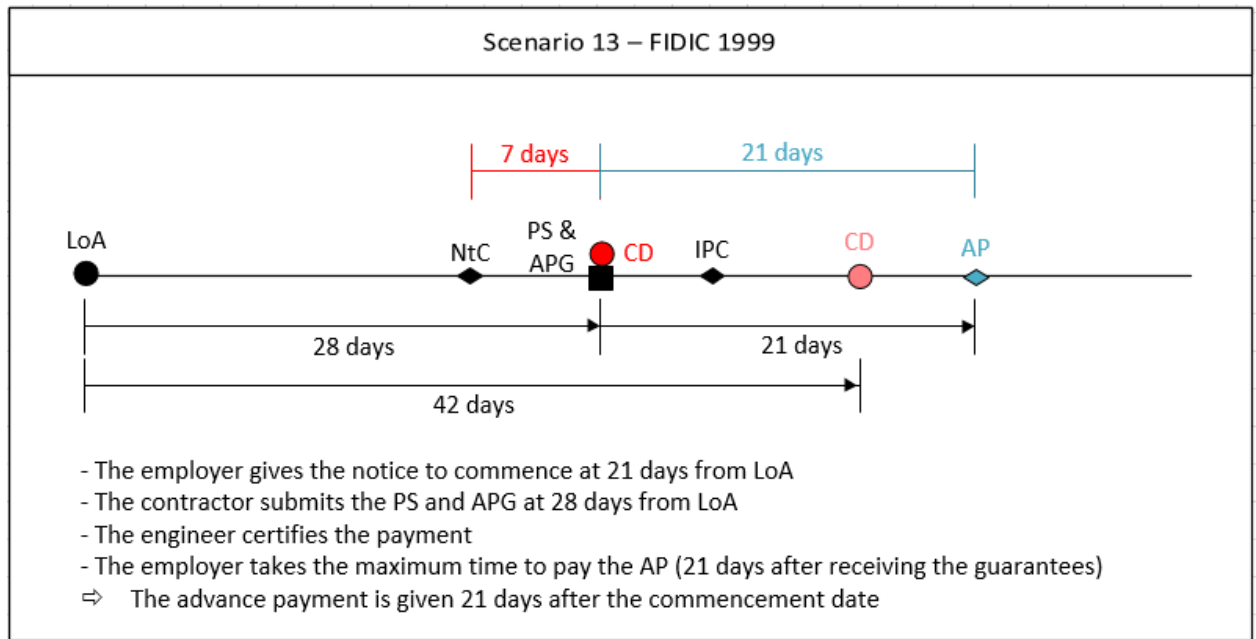 Scenario 13 – FIDIC 1999
7 days
21 days
LoA
NtC
PS &
APG
CD
IPC
CD
AP
28 days
21 days
42 days
- The employer gives the notice to commence at 21 days from LoA
- The contractor submits the PS and APG at 28 days from LoA
- The engineer certifies the payment
- The employer takes the maximum time to pay the AP (21 days after receiving the guarantees)
⇨ The advance payment is given 21 days after the commencement date